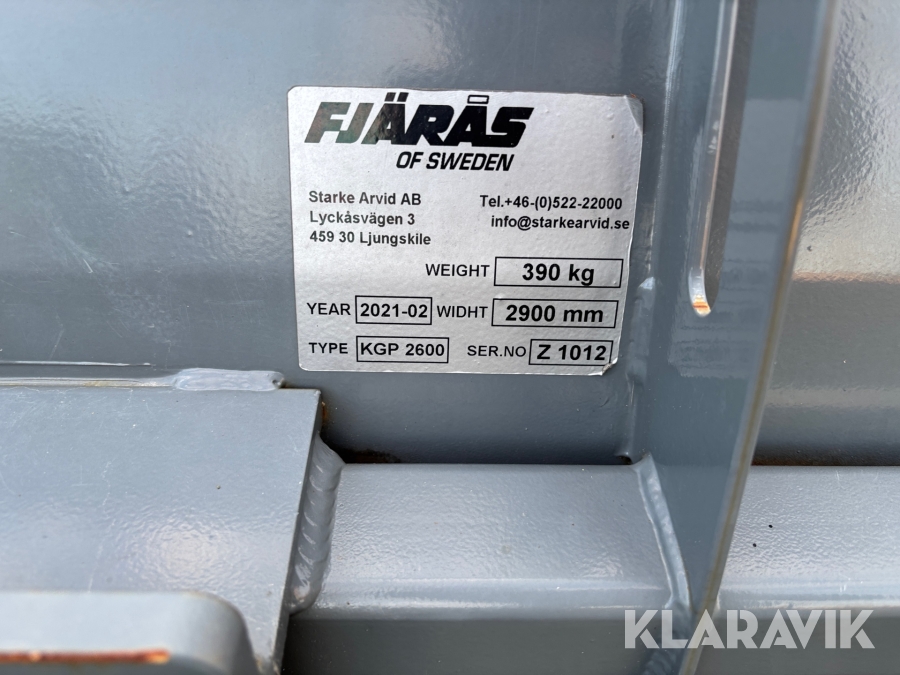 FJÄRÅS
OF SWEDEN
Starke Arvid AB Tel.+46-(0)522-22000
Lyckåsvägen 3 info@starkearvid.se
459 30 Ljungskile
WEIGHT 390 kg
YEAR 2021-02 WIDHT 2900 mm
TYPE KGP 2600 SER.NO Z 1012
KLARAVIK